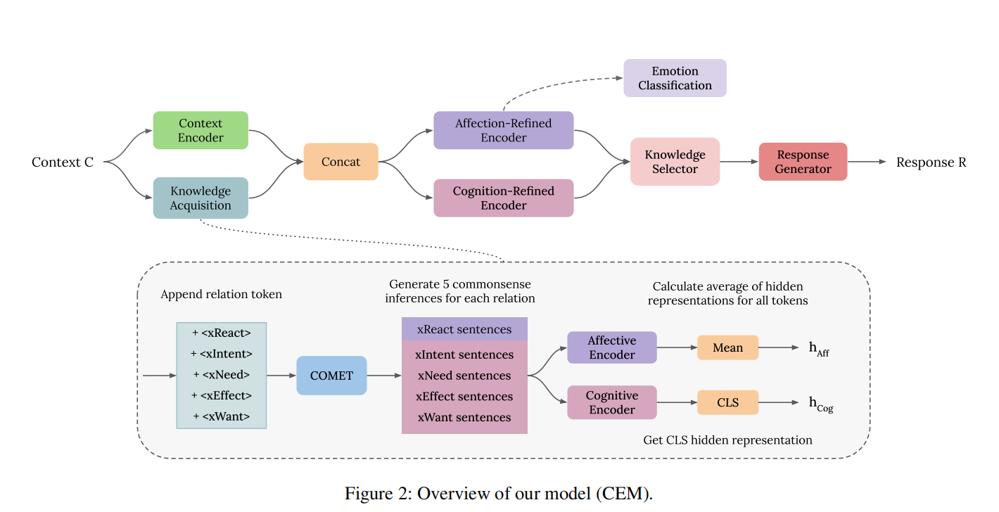 Emotion
Classification
Context
Encoder
Affection-Refined
Encoder
Context C
Concat
Knowledge
Selector
Response
Generator
Response R
Knowledge
Acquisition
Cognition-Refined
Encoder
Append relation token
Generate 5 commonsense
inferences for each relation
Calculate average of hidden
representations for all tokens
+ <xReact>
+ <xIntent>
+ <xNeed>
+ <xEffect>
+ <xWant>
COMET
xReact sentences
xIntent sentences
xNeed sentences
xEffect sentences
xWant sentences
Affective
Encoder
Mean
hAff
Cognitive
Encoder
CLS
hCog
Get CLS hidden representation
Figure 2: Overview of our model (CEM).